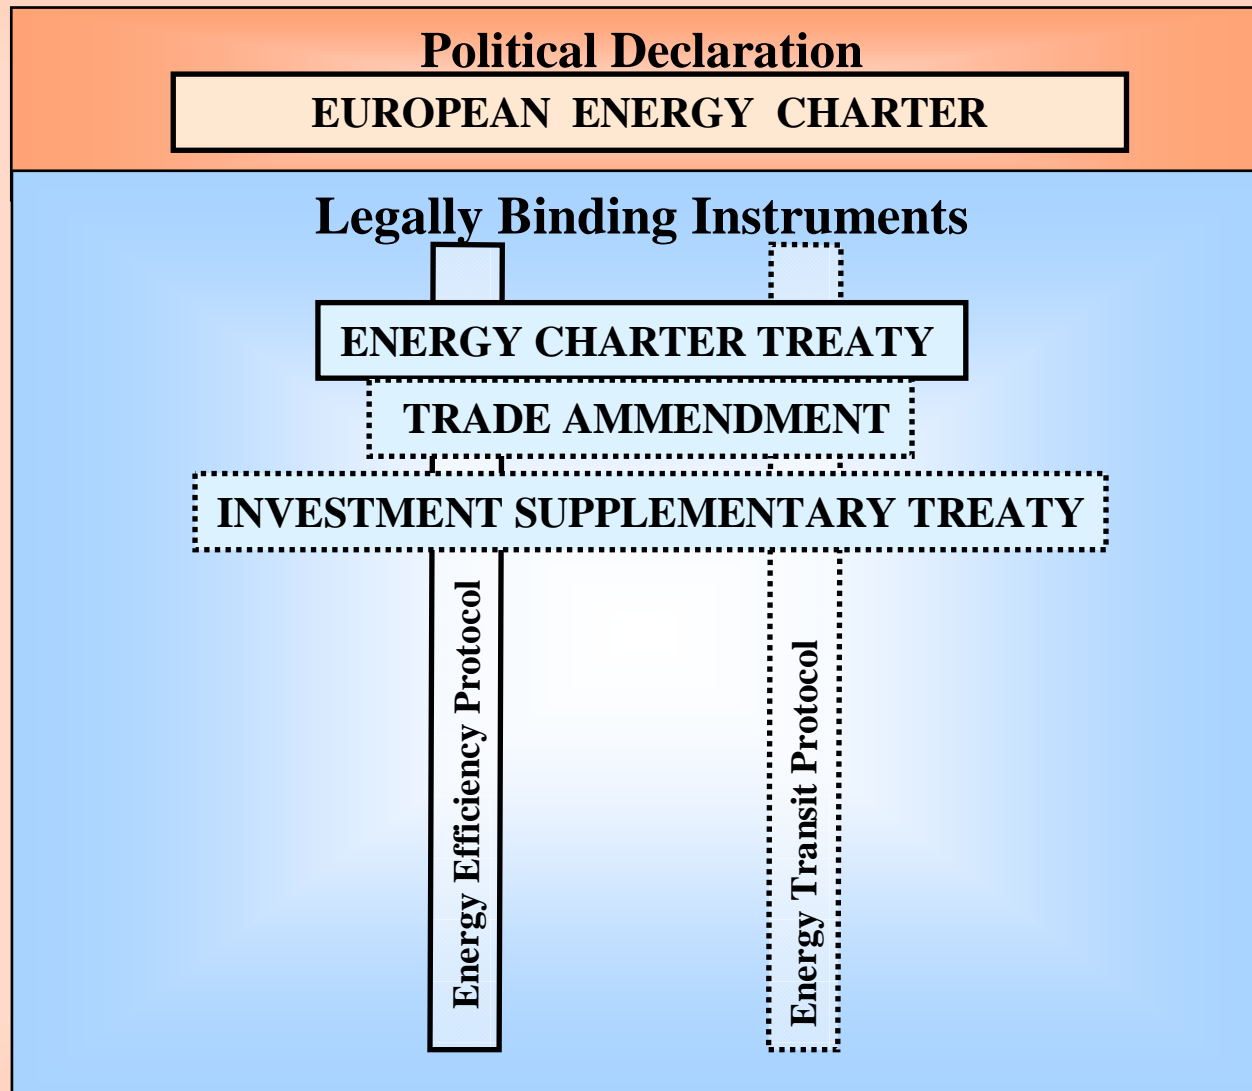 Political Declaration
EUROPEAN ENERGY CHARTER
Legally Binding Instruments
ENERGY CHARTER TREATY
TRADE AMMENDMENT
INVESTMENT SUPPLEMENTARY TREATY
Energy Efficiency Protocol
Energy Transit Protocol